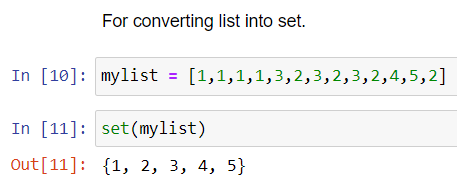 For converting list into set.
In [10]: mylist = [1,1,1,1,3,2,3,2,3,2,4,5,2]
In [11]: set(mylist)
Out[11]: {1, 2, 3, 4, 5}